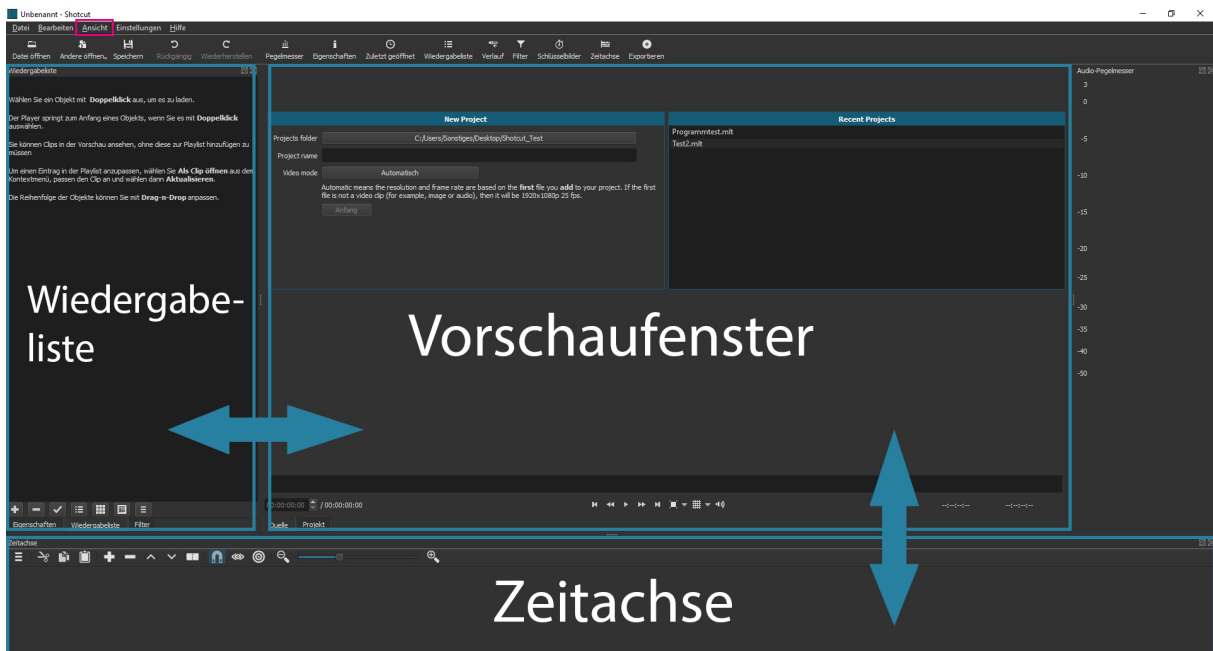 Unbenannt - Shotcut
Datei Bearbeiten Ansicht Einstellungen Hilfe
Datei öffnen Andere öffnen... Speichern Rückgängig Wiederherstellen Pegelmesser Eigenschaften Zuletzt geöffnet Wiedergabeliste Verlauf Filter Schlüsselbilder Zeitachse Exportieren
Wiedergabeliste
Wählen Sie ein Objekt mit Doppelklick aus, um es zu laden.
Der Player springt zum Anfang eines Objekts, wenn Sie es mit Doppelklick
auswählen.
Sie können Clips in der Vorschau ansehen, ohne diese zur Playlist hinzufügen zu
müssen
Um einen Eintrag in der Playlist anzupassen, wählen Sie Als Clip öffnen aus dem
Kontextmenü, passen den Clip an und wählen dann Aktualisieren.
Die Reihenfolge der Objekte können Sie mit Drag-n-Drop anpassen.
Wiedergabe-
liste
Eigenschaften Wiedergabeliste Filter
New Project
Projects folder C:/Users/Sonstiges/Desktop/Shotcut_Test
Project name
Video mode Automatisch
Automatic means the resolution and frame rate are based on the first file you add to your project. If the first
file is not a video clip (for example, image or audio), then it will be 1920x1080p 25 fps.
Anfang
Recent Projects
Programmtest.mlt
Test2.mlt
Vorschaufenster
00:00:00:00 / 00:00:00:00 --:--:--:-- --:--:--:--
Quelle Projekt
Audio-Pegelmesser
3
0
-5
-10
-15
-20
-25
-30
-35
-40
-50
Zeitachse
Zeitachse